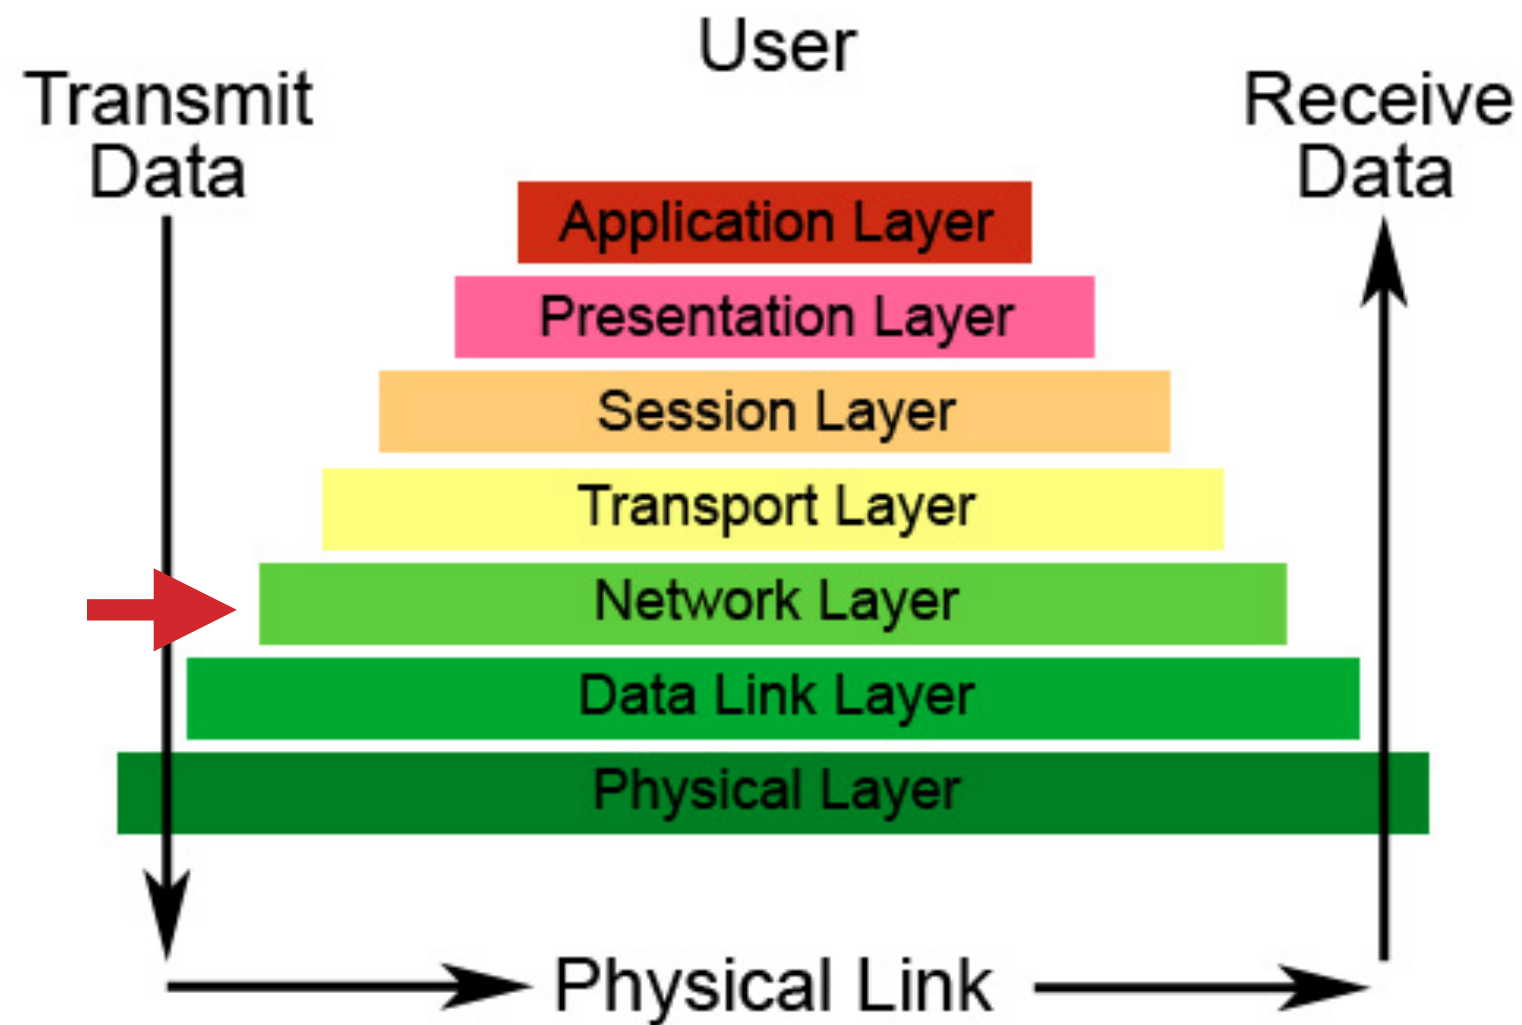 User
Transmit
Data
Receive
Data
Application Layer
Presentation Layer
Session Layer
Transport Layer
Network Layer
Data Link Layer
Physical Layer
Physical Link